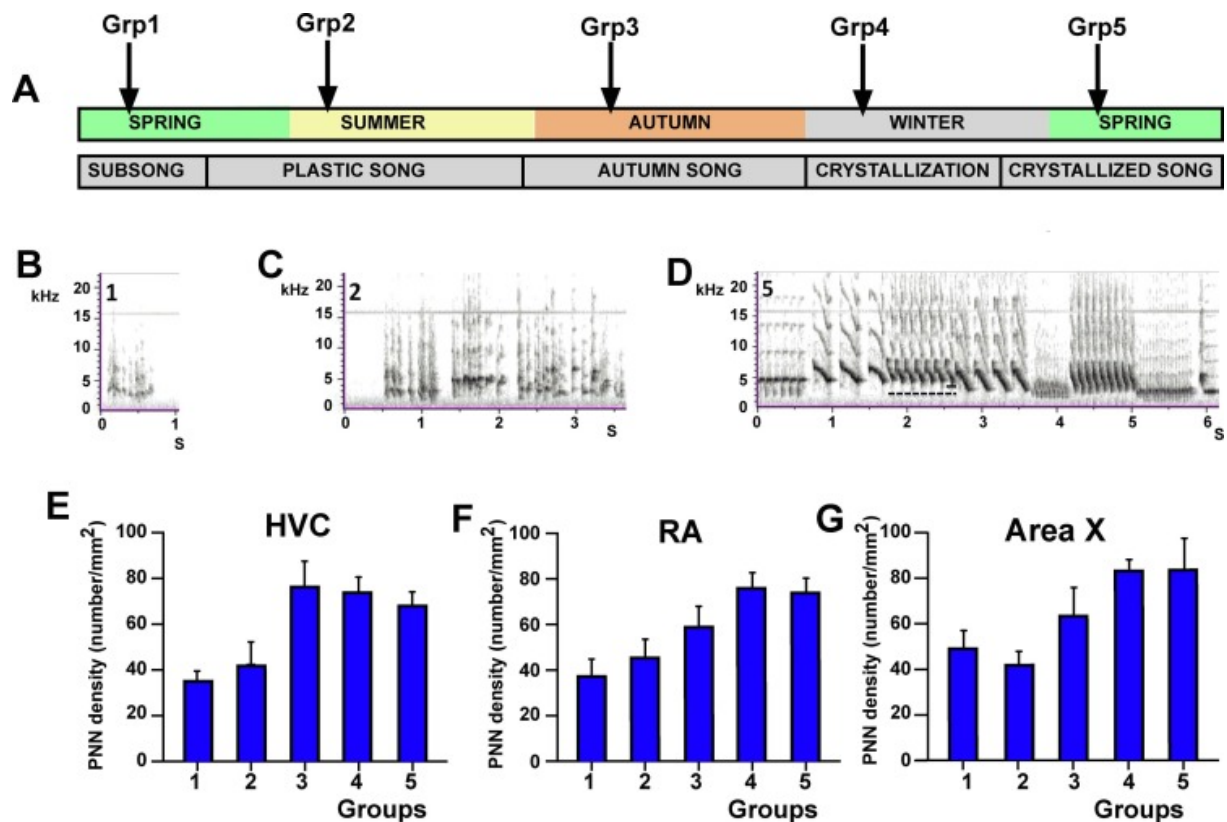 Grp1 Grp2 Grp3 Grp4 Grp5
A
SPRING SUMMER AUTUMN WINTER SPRING
SUBSONG PLASTIC SONG AUTUMN SONG CRYSTALLIZATION CRYSTALLIZED SONG
B
kHz
1
20
15
10
5
0
0 1
S
C
kHz
2
20
15
10
5
0
0 1 2 3
S
D
kHz
5
20
15
10
5
0
0 1 2 3 4 5 6
S
E
HVC
PNN density (number/mm2)
100
80
60
40
20
0
1 2 3 4 5
Groups
F
RA
PNN density (number/mm2)
100
80
60
40
20
0
1 2 3 4 5
Groups
G
Area X
PNN density (number/mm2)
100
80
60
40
20
0
1 2 3 4 5
Groups